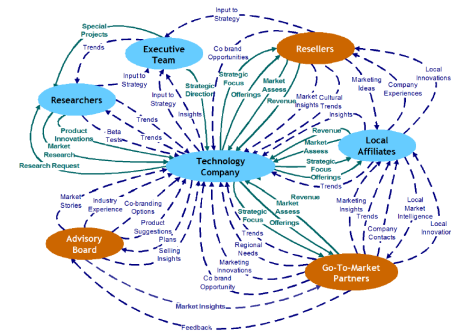 Input to
Strategy
Special
Projects
Trends
Executive
Team
Co brand
Opportunities
Resellers
Input to
Strategy
Input to
Strategy
Strategic
Direction
Strategic
Focus
Offerings
Market
Assess
Revenue
Market
Insights
Cultural
Trends
Insights
Marketing
Ideas
Company
Experiences
Local
Innovations
Researchers
Insights
Trends
Product
Innovations
Beta
Tests
Trends
Market
Research
Research Request
Technology
Company
Revenue
Market
Assess
Strategic
Focus
Offerings
Trends
Local
Affiliates
Market
Stories
Industry
Experience
Co-branding
Options
Product
Suggestions
Plans
Selling
Insights
Strategic
Focus
Offerings
Market
Assess
Revenue
Marketing
Insights
Trends
Company
Contacts
Local
Market
Intelligence
Local
Innovation
Advisory
Board
Trends
Regional
Needs
Marketing
Innovations
Co brand
Opportunity
Go-To-Market
Partners
Market Insights
Feedback